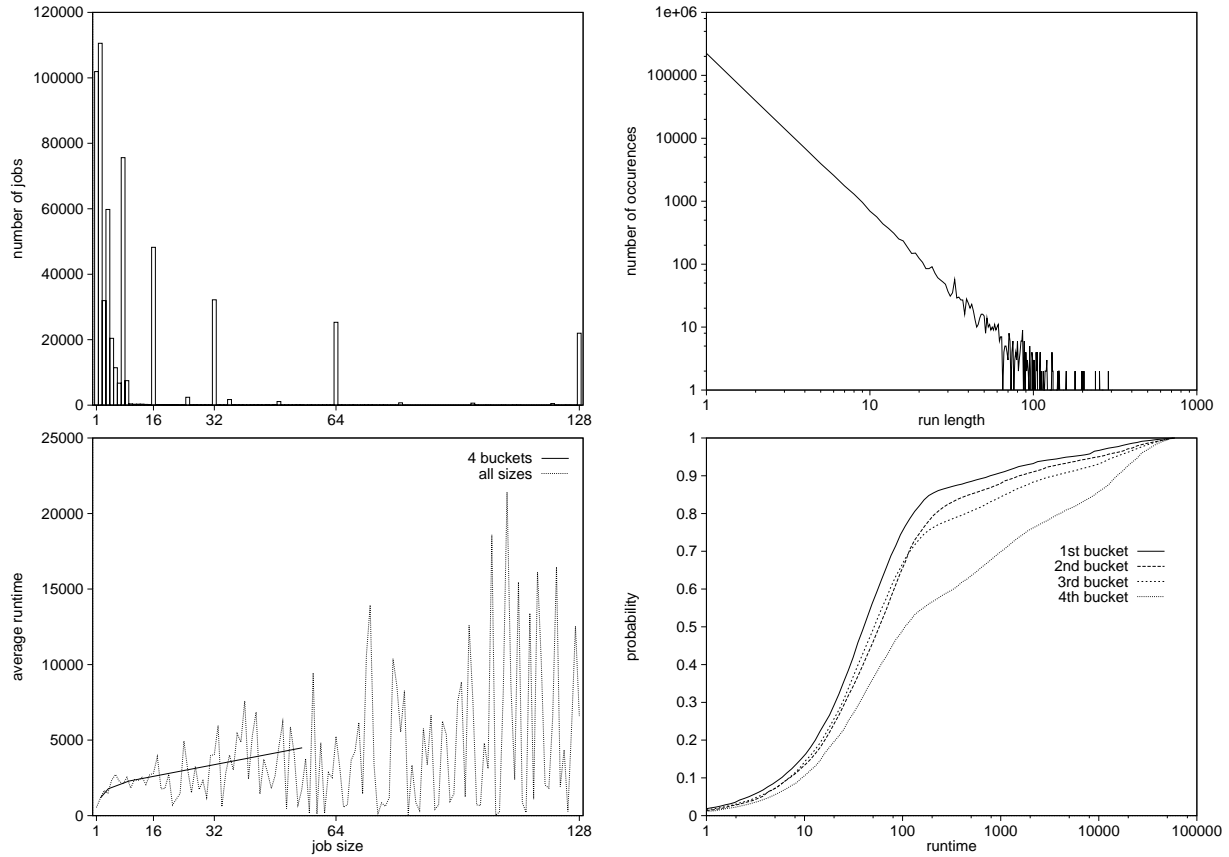 120000
100000
80000
60000
40000
20000
0
number of jobs
1 16 32 64 128
1e+06
100000
10000
1000
100
10
1
number of occurences
1 10 100 1000
run length
25000
20000
15000
10000
5000
0
average runtime
4 buckets
all sizes
1 16 32 64 128
job size
1
0.9
0.8
0.7
0.6
0.5
0.4
0.3
0.2
0.1
0
probability
1st bucket
2nd bucket
3rd bucket
4th bucket
1 10 100 1000 10000 100000
runtime